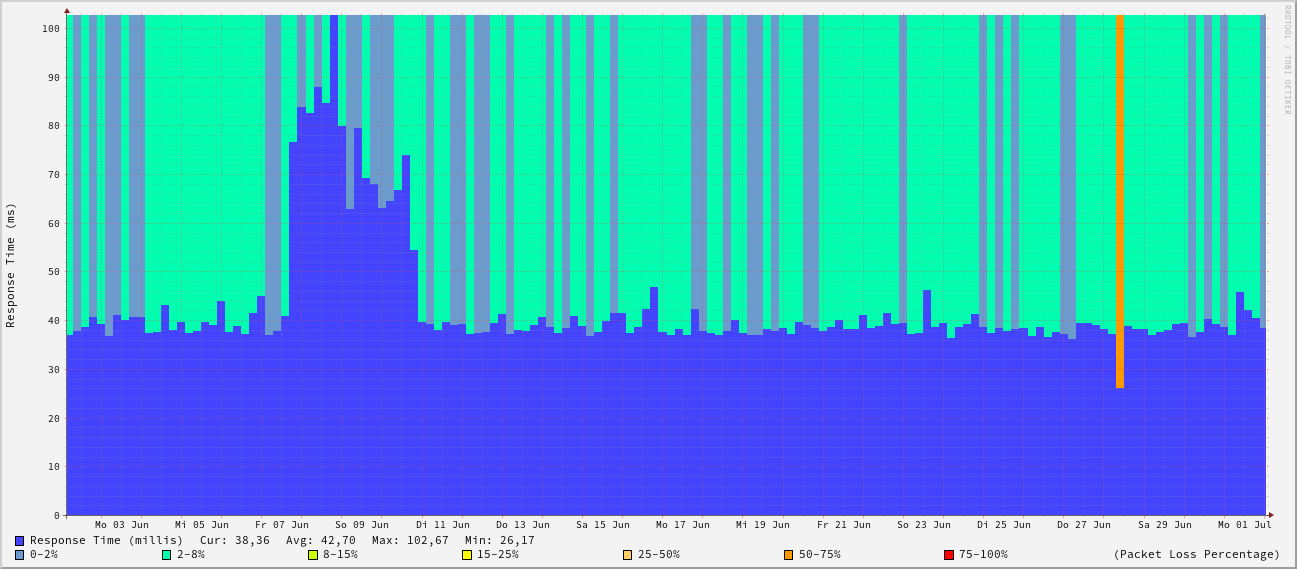 RRDTOOL / TOBI OETIKER
Response Time (ms)
100
90
80
70
60
50
40
30
20
10
0
Mo 03 Jun Mi 05 Jun Fr 07 Jun So 09 Jun Di 11 Jun Do 13 Jun Sa 15 Jun Mo 17 Jun Mi 19 Jun Fr 21 Jun So 23 Jun Di 25 Jun Do 27 Jun Sa 29 Jun Mo 01 Jul
Response Time (millis) Cur: 38,36 Avg: 42,70 Max: 102,67 Min: 26,17
0-2% 2-8% 8-15% 15-25% 25-50% 50-75% 75-100% (Packet Loss Percentage)